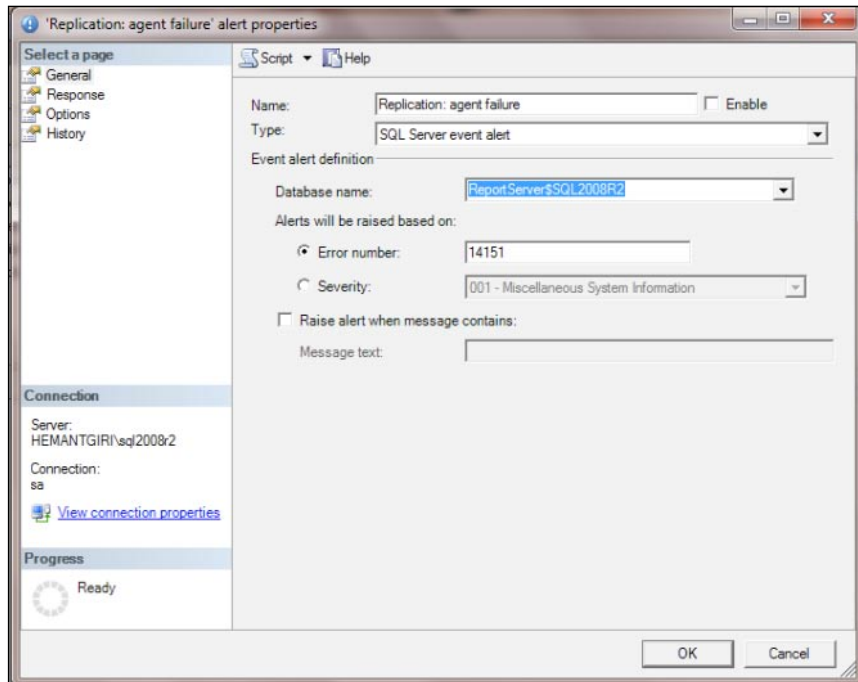 'Replication: agent failure' alert properties
Select a page
General
Response
Options
History
Script Help
Name: Replication: agent failure Enable
Type: SQL Server event alert
Event alert definition
Database name: ReportServer$SQL2008R2
Alerts will be raised based on:
Error number: 14151
Severity: 001 - Miscellaneous System Information
Raise alert when message contains:
Message text:
Connection
Server:
HEMANTGIRI\sql2008r2
Connection:
sa
View connection properties
Progress
Ready
OK Cancel